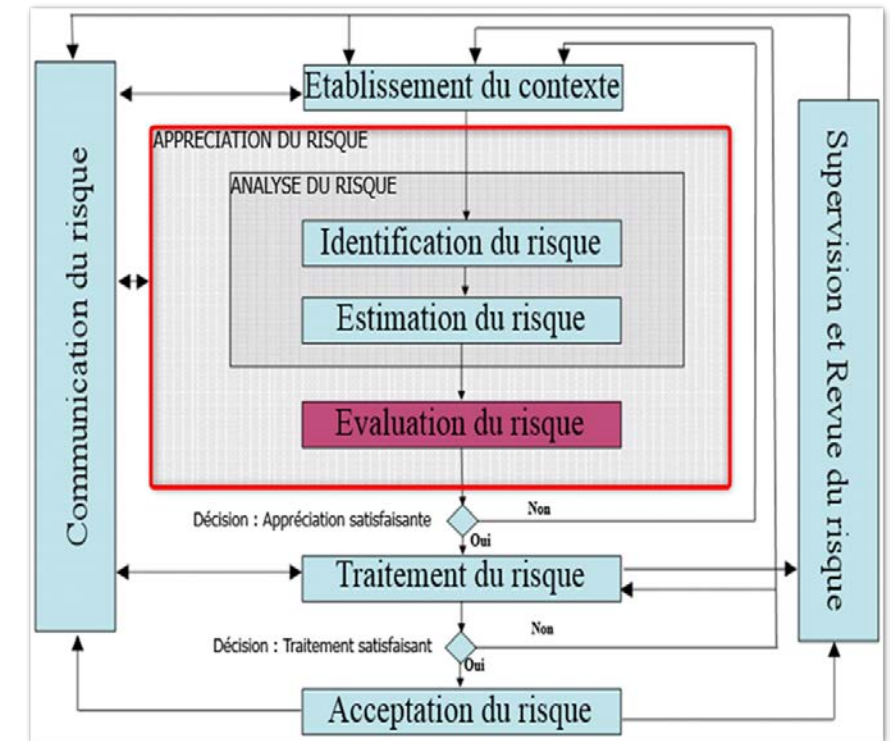 Etablissement du contexte
Communication du risque
Supervision et Revue du risque
APPRECIATION DU RISQUE
ANALYSE DU RISQUE
Identification du risque
Estimation du risque
Evaluation du risque
Décision : Appréciation satisfaisante
Non
Oui
Traitement du risque
Décision : Traitement satisfaisant
Non
Oui
Acceptation du risque